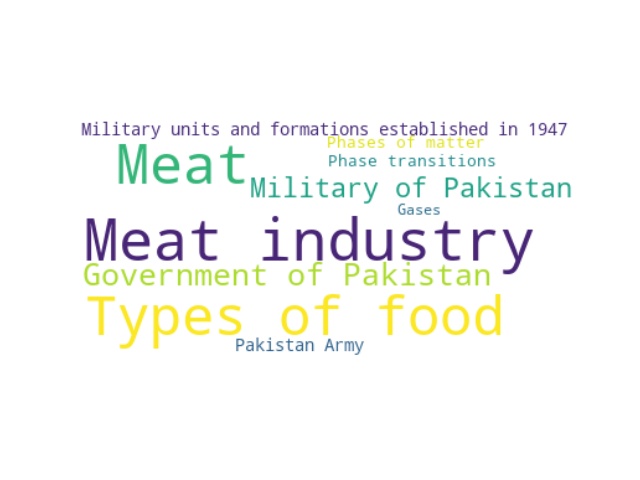 Military units and formations established in 1947
Phases of matter
Meat
Phase transitions
Military of Pakistan
Gases
Meat industry
Government of Pakistan
Types of food
Pakistan Army